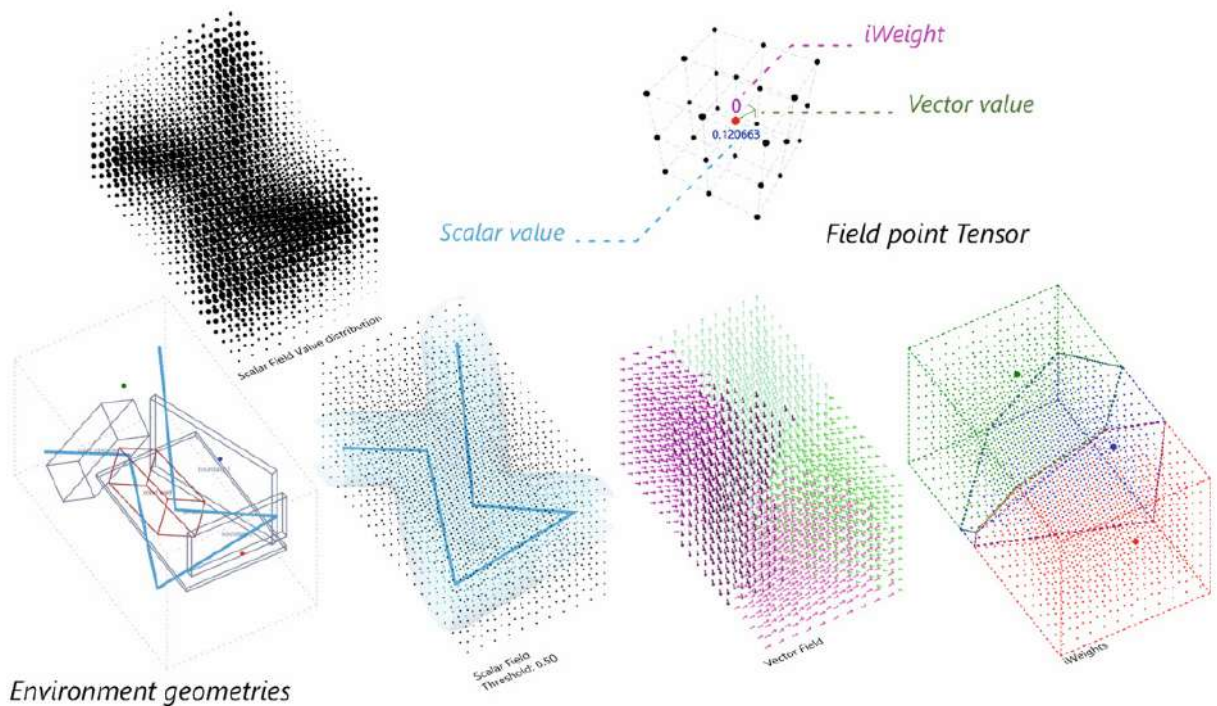 iWeight
Vector value
0
0.120663
Scalar value
Field point Tensor
Scalar Field Value distribution
Scalar Field
Threshold: 0.50
Vector Field
iWeights
Environment geometries